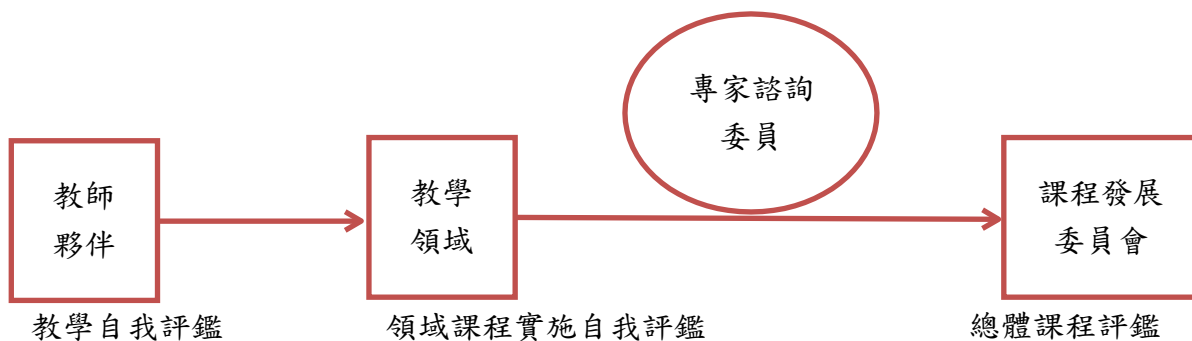 專家諮詢
委員
教師
夥伴
教學
領域
課程發展
委員會
教學自我評鑑
領域課程實施自我評鑑
總體課程評鑑